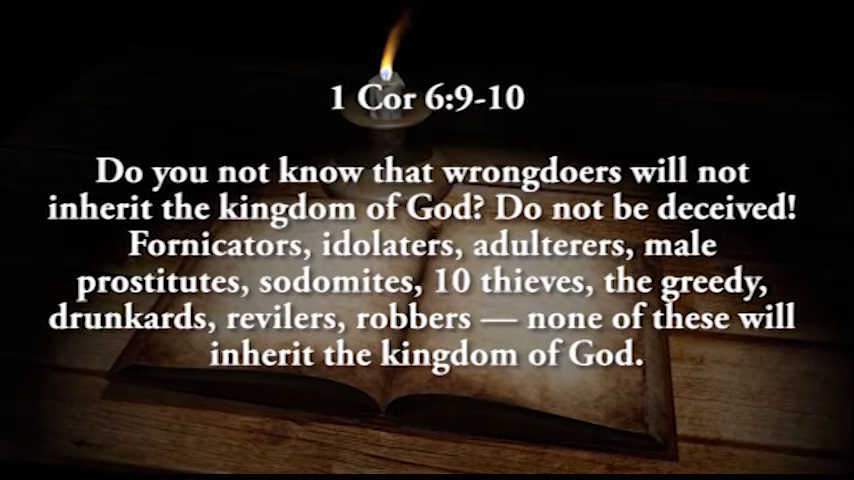 1 Cor 6:9-10
Do you not know that wrongdoers will not
inherit the kingdom of God? Do not be deceived!
Fornicators, idolaters, adulterers, male
prostitutes, sodomites, 10 thieves, the greedy,
drunkards, revilers, robbers — none of these will
inherit the kingdom of God.